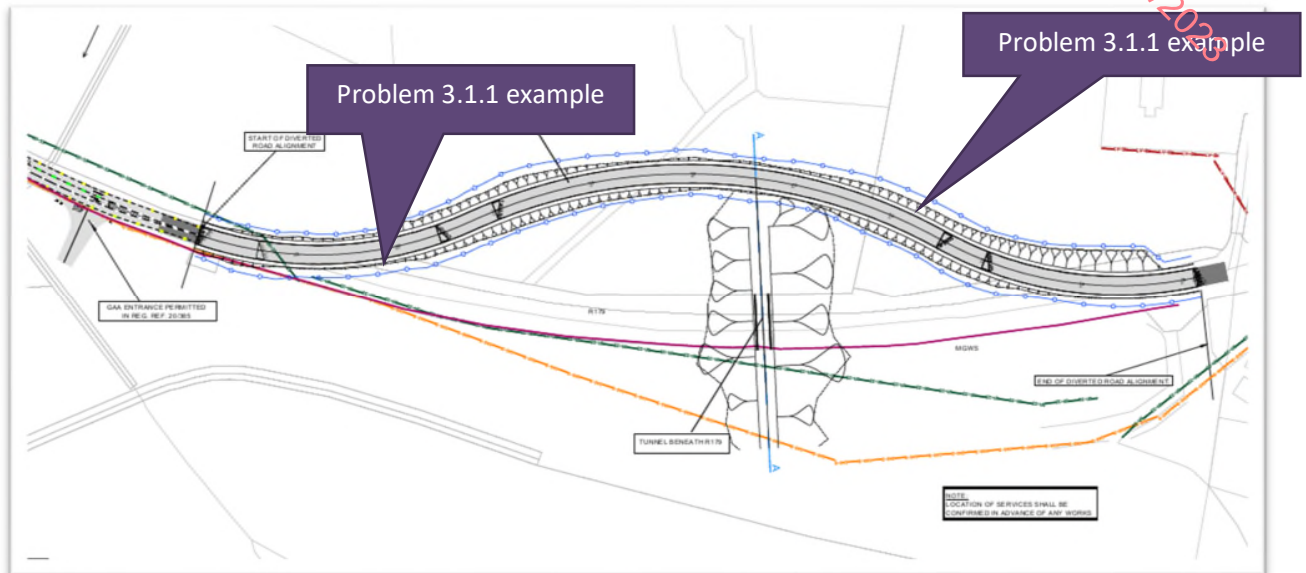 /2023
Problem 3.1.1 example
Problem 3.1.1 example
START OF DIVERTED
ROAD ALIGNMENT
A
GAA ENTRANCE PERMITTED
IN REG. REF. 20/365
R179
MGWS
END OF DIVERTED ROAD ALIGNMENT
TUNNEL BENEATH R179
A
NOTE:
LOCATION OF SERVICES SHALL BE
CONFIRMED IN ADVANCE OF ANY WORKS